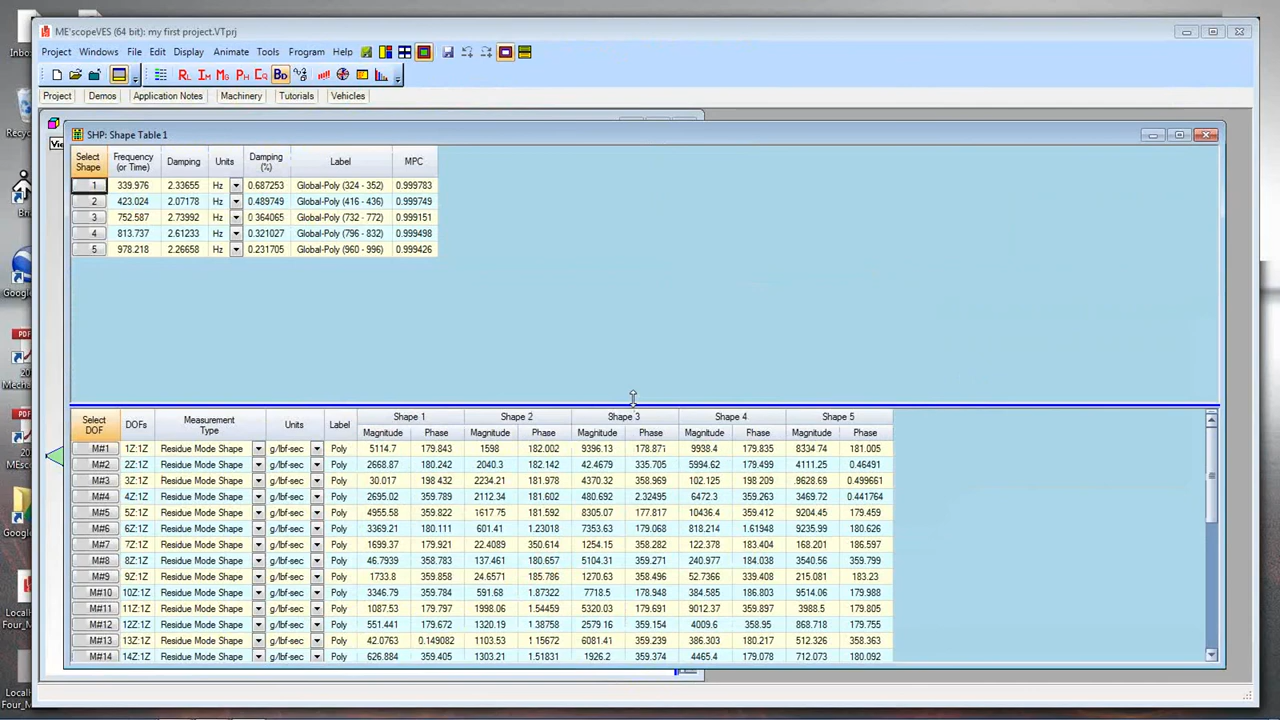 ME'scopeVES (64 bit): my first project.VTprj
Project Windows File Edit Display Animate Tools Program Help
RL IM MG PH CQ BD
Project Demos Application Notes Machinery Tutorials Vehicles
SHP: Shape Table1
Select Shape Frequency (or Time) Damping Units Damping (%) Label MPC
1 339.976 2.33655 Hz 0.687253 Global-Poly (324 - 352) 0.999783
2 423.024 2.07178 Hz 0.489749 Global-Poly (416 - 436) 0.999749
3 752.587 2.73992 Hz 0.364065 Global-Poly (732 - 772) 0.999151
4 813.737 2.61233 Hz 0.321027 Global-Poly (796 - 832) 0.999498
5 978.218 2.26658 Hz 0.231705 Global-Poly (960 - 996) 0.999426
Shape 1 Shape 2 Shape 3 Shape 4 Shape 5
Select DOF DOFs Measurement Type Units Label Magnitude Phase Magnitude Phase Magnitude Phase Magnitude Phase Magnitude Phase
M#1 1Z:1Z Residue Mode Shape g/lbf-sec Poly 5114.7 179.843 1598 182.002 9396.13 178.871 9938.4 179.835 8334.74 181.005
M#2 2Z:1Z Residue Mode Shape g/lbf-sec Poly 2668.87 180.242 2040.3 182.142 42.4679 335.705 5994.62 179.499 4111.25 0.46491
M#3 3Z:1Z Residue Mode Shape g/lbf-sec Poly 30.017 198.432 2234.21 181.978 4370.32 358.969 102.125 198.209 9628.69 0.499661
M#4 4Z:1Z Residue Mode Shape g/lbf-sec Poly 2695.02 359.789 2112.34 181.602 480.692 2.32495 6472.3 359.263 3469.72 0.441764
M#5 5Z:1Z Residue Mode Shape g/lbf-sec Poly 4955.58 359.822 1617.75 181.592 8305.07 177.817 10436.4 359.412 9204.45 179.459
M#6 6Z:1Z Residue Mode Shape g/lbf-sec Poly 3369.21 180.111 601.41 1.23018 7353.63 179.068 818.214 1.61948 9235.99 180.626
M#7 7Z:1Z Residue Mode Shape g/lbf-sec Poly 1699.37 179.921 22.4089 350.614 1254.15 358.282 122.378 183.404 268.201 186.597
M#8 8Z:1Z Residue Mode Shape g/lbf-sec Poly 46.7939 358.783 137.461 180.657 5104.31 359.271 240.977 184.038 3540.56 359.799
M#9 9Z:1Z Residue Mode Shape g/lbf-sec Poly 1733.8 359.858 24.6571 185.786 1270.63 358.496 52.7366 339.408 215.081 183.23
M#10 10Z:1Z Residue Mode Shape g/lbf-sec Poly 3346.79 359.784 591.68 1.87322 7718.5 178.948 384.585 186.803 9514.06 179.988
M#11 11Z:1Z Residue Mode Shape g/lbf-sec Poly 1087.53 179.797 1998.06 1.54459 5320.03 179.691 9012.37 359.897 3988.5 179.805
M#12 12Z:1Z Residue Mode Shape g/lbf-sec Poly 551.441 179.672 1320.19 1.38758 2579.16 359.154 4009.6 358.95 868.718 179.755
M#13 13Z:1Z Residue Mode Shape g/lbf-sec Poly 42.0763 0.149082 1103.53 1.15672 6081.41 359.239 386.303 180.217 512.326 358.363
M#14 14Z:1Z Residue Mode Shape g/lbf-sec Poly 626.884 359.405 1303.21 1.51831 1926.2 359.374 4465.4 179.078 712.073 180.092